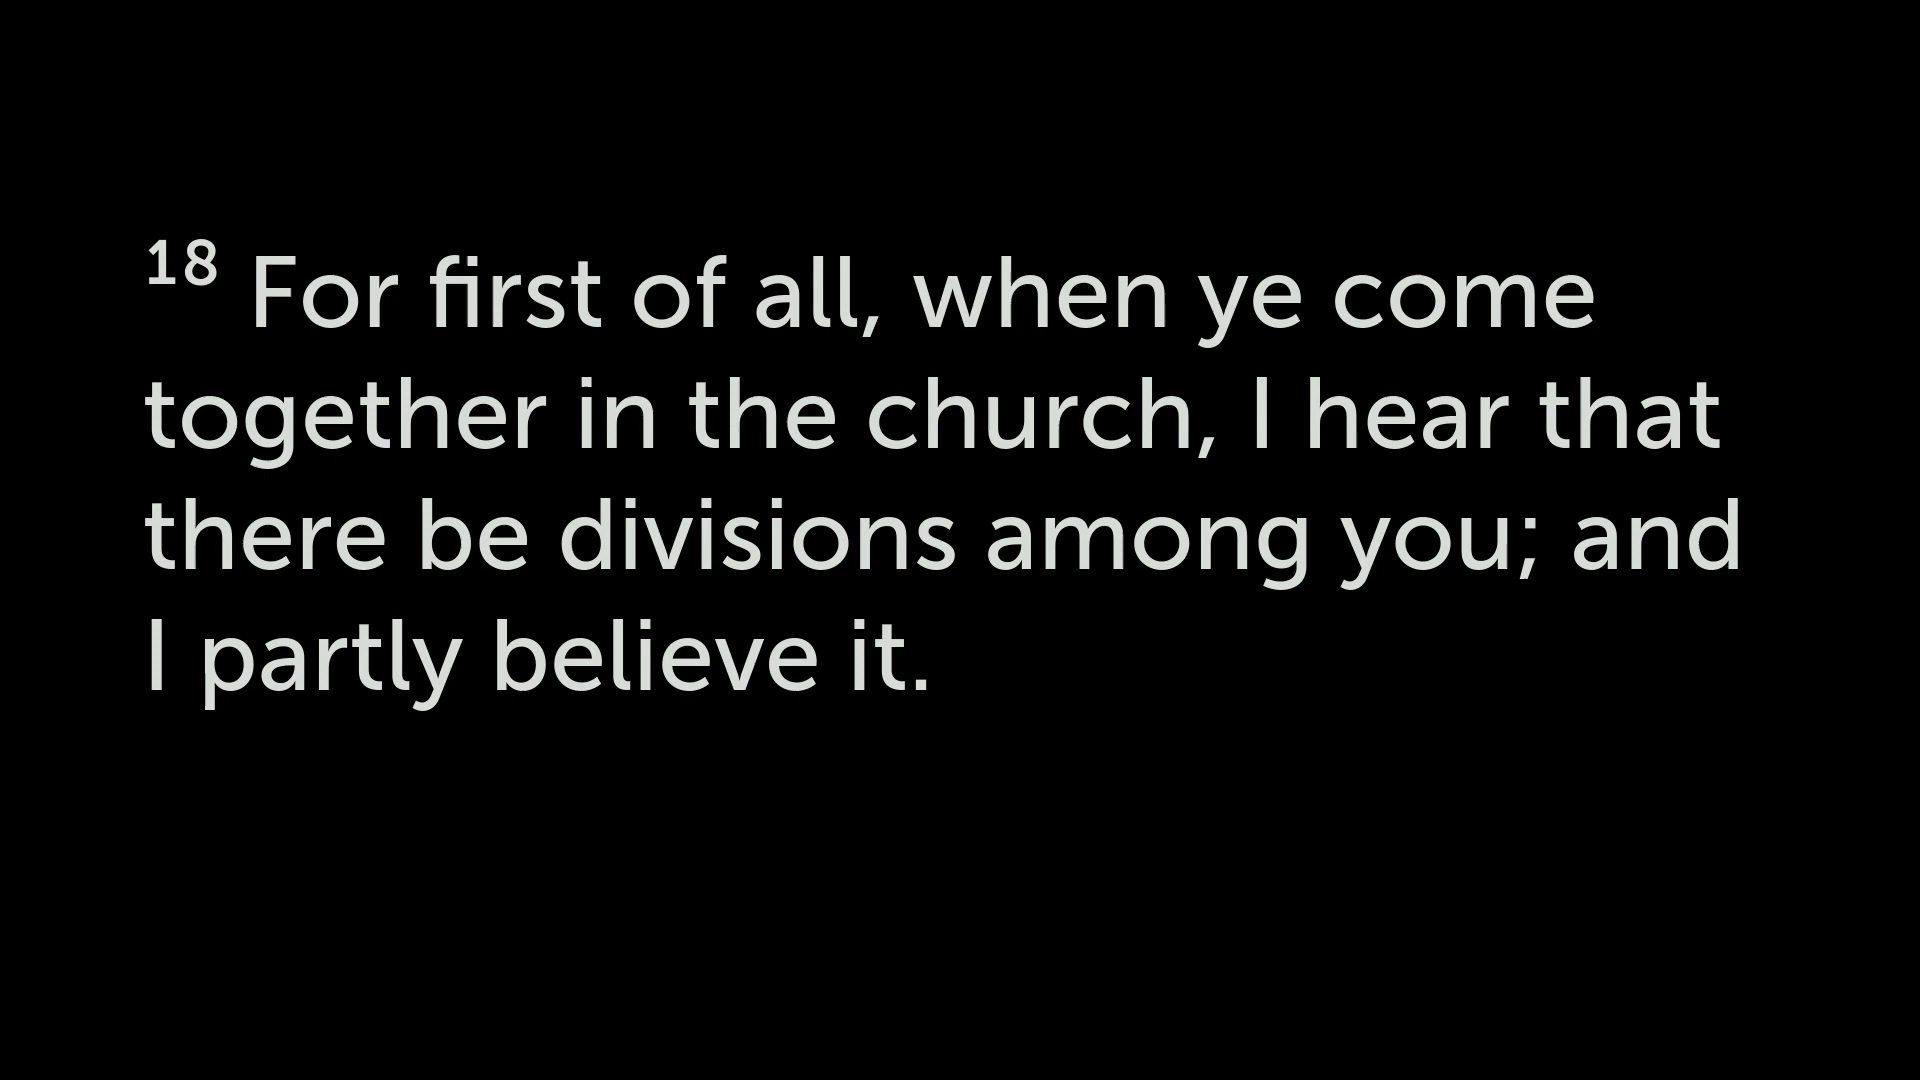 18 For first of all, when ye come
together in the church, I hear that
there be divisions among you; and
I partly believe it.